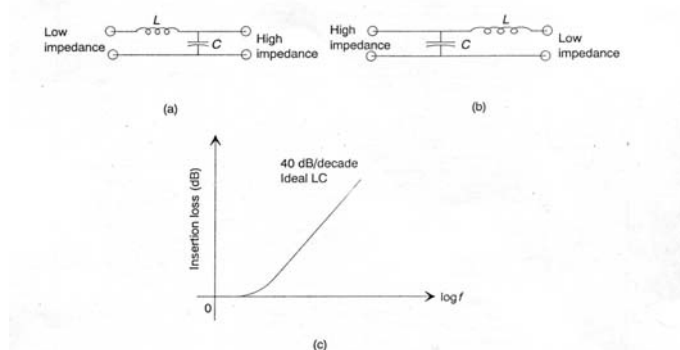 L
Low
impedance
C
High
impedance
(a)
High
impedance
L
C
Low
impedance
(b)
Insertion loss (dB)
40 dB/decade
Ideal LC
0
log f
(c)